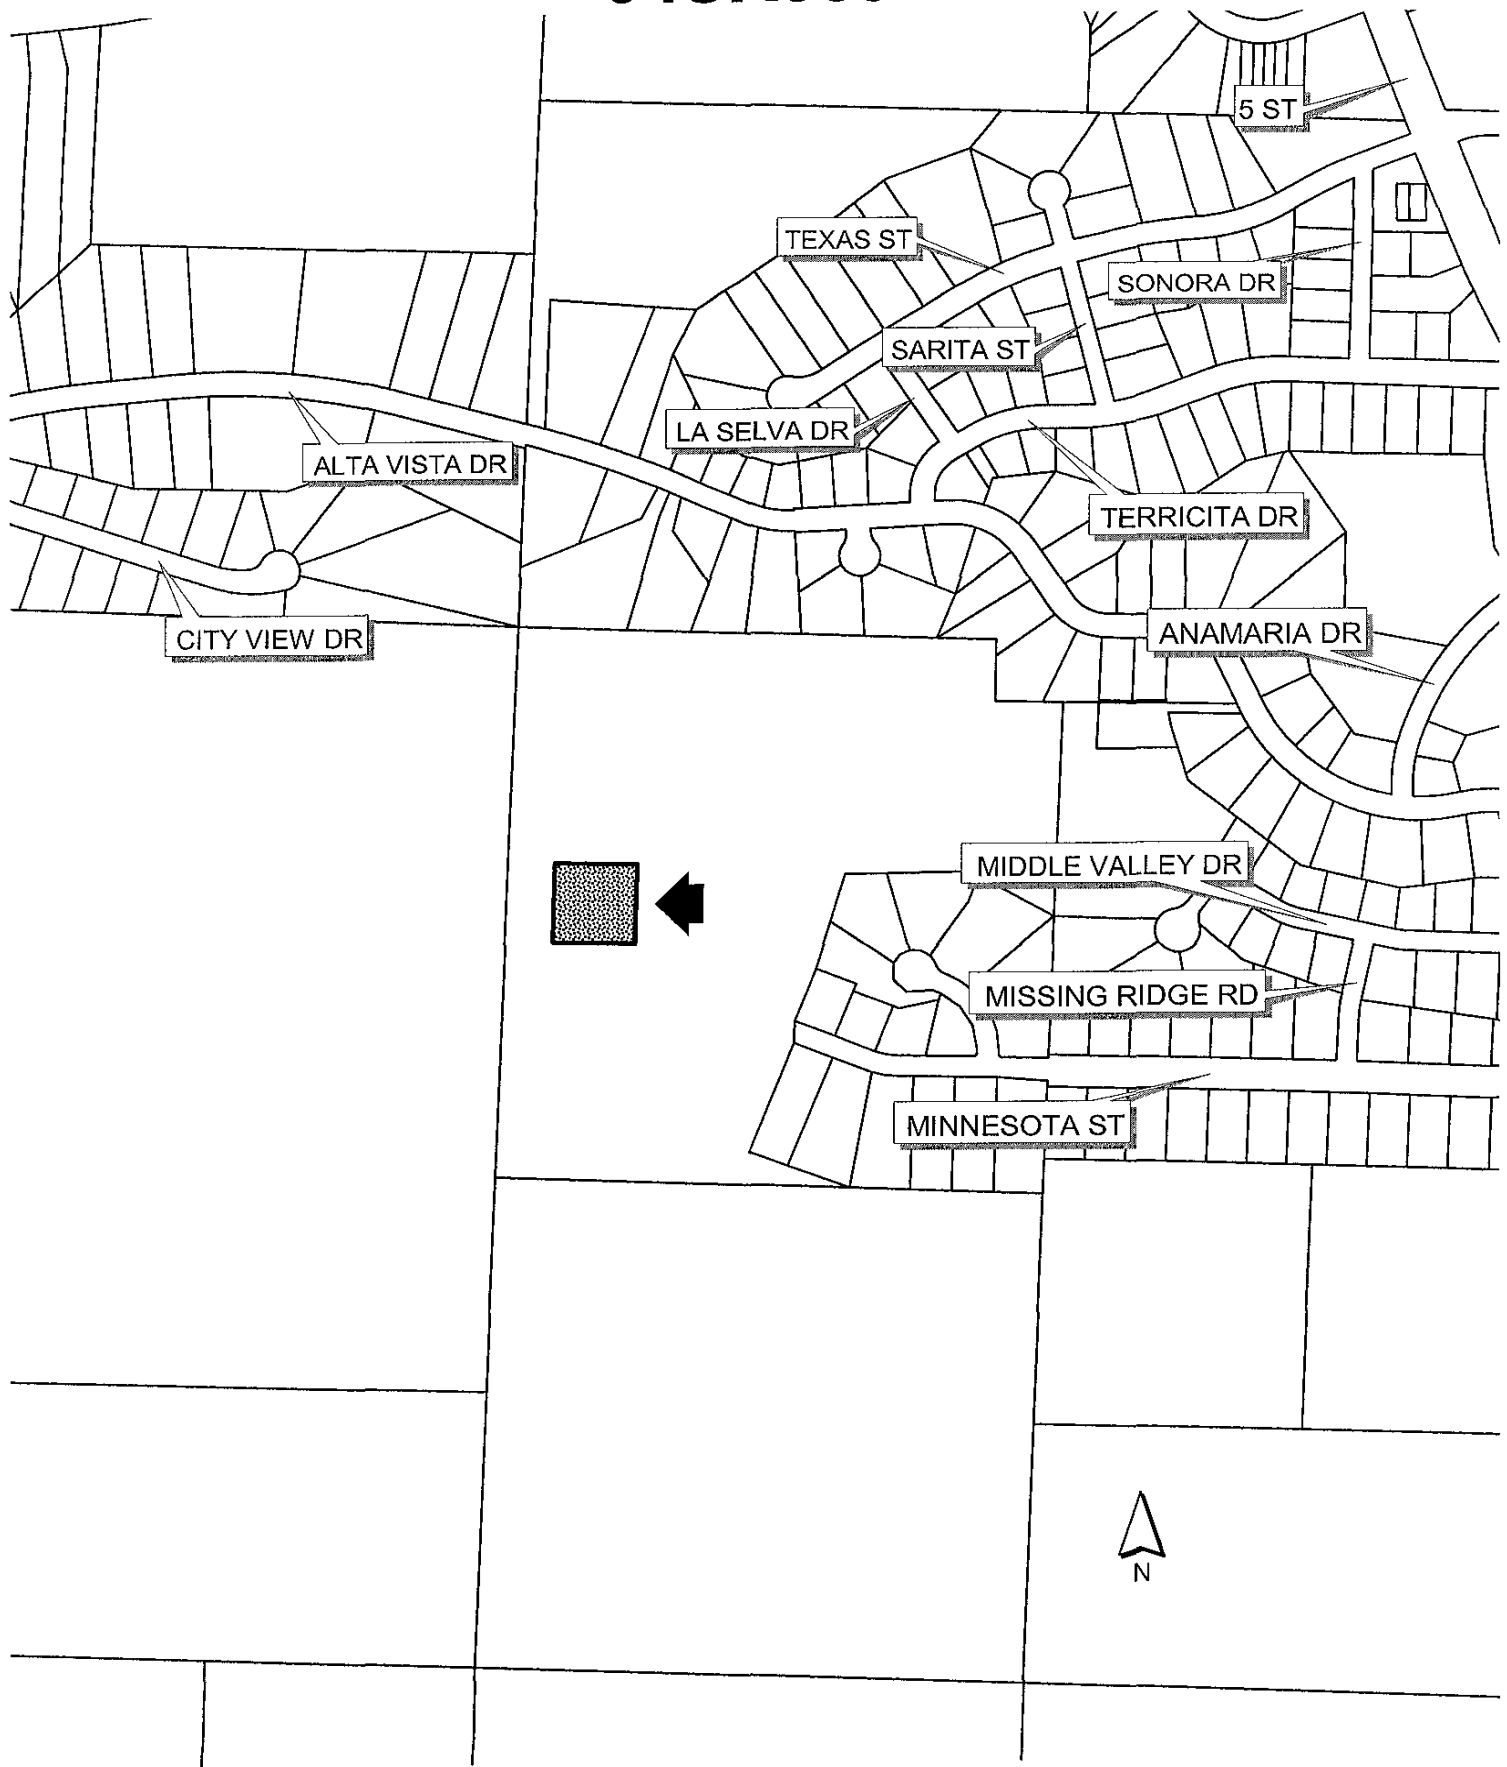 5 ST
TEXAS ST
SONORA DR
SARITA ST
LA SELVA DR
ALTA VISTA DR
TERRICITA DR
CITY VIEW DR
ANAMARIA DR
MIDDLE VALLEY DR
MISSING RIDGE RD
MINNESOTA ST
N